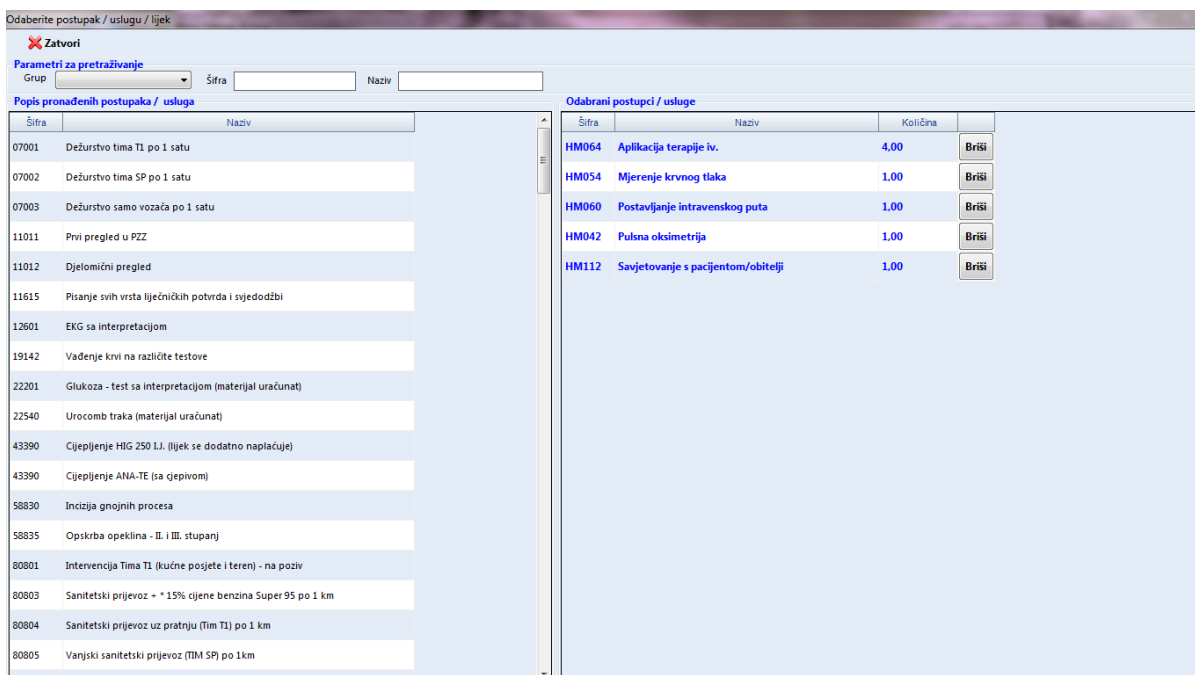 Odaberite postupak / uslugu / lijek
Zatvori
Parametri za pretraživanje
Grup Šifra Naziv
Popis pronađenih postupaka / usluga
Šifra Naziv
07001 Dežurstvo tima T1 po 1 satu
07002 Dežurstvo tima SP po 1 satu
07003 Dežurstvo samo vozača po 1 satu
11011 Prvi pregled u PZZ
11012 Djelomični pregled
11615 Pisanje svih vrsta liječničkih potvrda i svjedodžbi
12601 EKG sa interpretacijom
19142 Vađenje krvi na različite testove
22201 Glukoza - test sa interpretacijom (materijal uračunat)
22540 Urocomb traka (materijal uračunat)
43390 Cijepljenje HIG 250 I.J. (lijek se dodatno naplaćuje)
43390 Cijepljenje ANA-TE (sa cjepivom)
58830 Incizija gnojnih procesa
58835 Opskrba opeklina - II. i III. stupanj
80801 Intervencija Tima T1 (kućne posjete i teren) - na poziv
80803 Sanitetski prijevoz + * 15% cijene benzina Super 95 po 1 km
80804 Sanitetski prijevoz uz pratnju (Tim T1) po 1 km
80805 Vanjski sanitetski prijevoz (TIM SP) po 1km
Odabrani postupci / usluge
Šifra Naziv Količina
HM064 Aplikacija terapije iv. 4,00 Briši
HM054 Mjerenje krvnog tlaka 1,00 Briši
HM060 Postavljanje intravenskog puta 1,00 Briši
HM042 Pulsna oksimetrija 1,00 Briši
HM112 Savjetovanje s pacijentom/obitelji 1,00 Briši